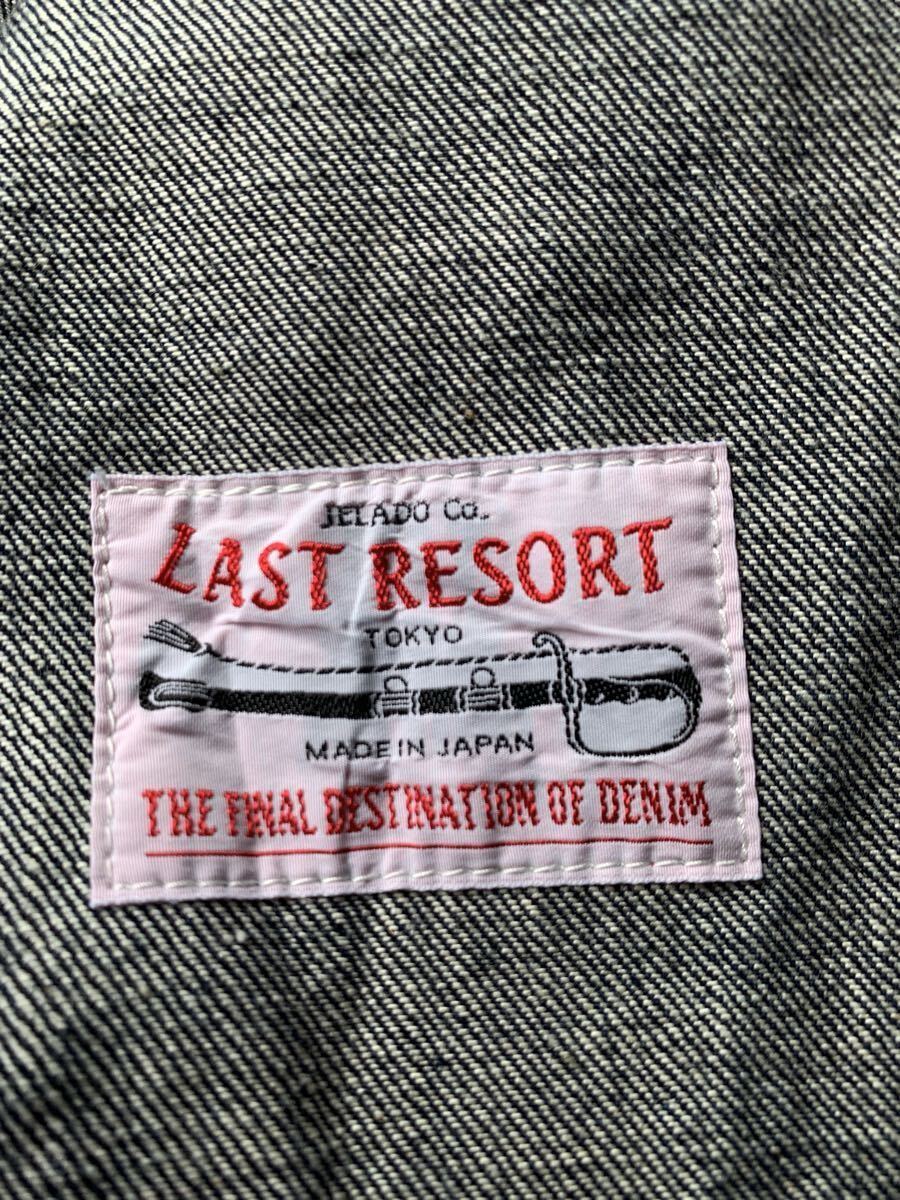 JELADO Co.
LAST RESORT
TOKYO
MADE IN JAPAN
THE FINAL DESTINATION OF DENIM